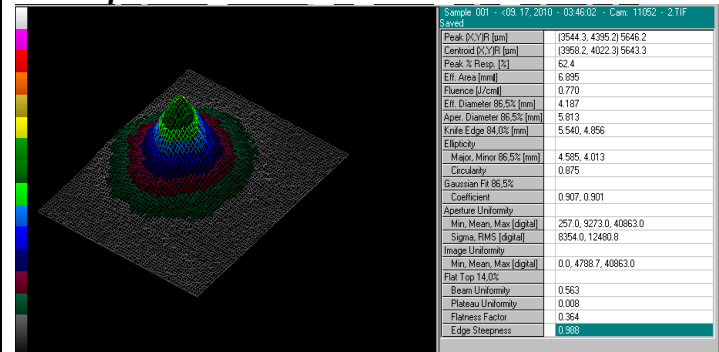 Sample 001 - <09. 17, 2010 - 03:46:02 - Cam: 11052 - 2.TIF
Saved
Peak (X,Y)R [µm] (3544.3, 4395.2) 5646.2
Centroid (X,Y)R [µm] (3958.2, 4022.3) 5643.3
Peak % Resp. [%] 62.4
Eff. Area [mm||] 6.895
Fluence [J/cm||] 0.770
Eff. Diameter 86,5% [mm] 4.187
Aper. Diameter 86,5% [mm] 5.813
Knife Edge 84,0% [mm] 5.540, 4.856
Ellipticity
Major, Minor 86,5% [mm] 4.585, 4.013
Circularity 0.875
Gaussian Fit 86,5%
Coefficient 0.907, 0.901
Aperture Uniformity
Min, Mean, Max [digital] 257.0, 9273.0, 40863.0
Sigma, RMS [digital] 8354.0, 12480.8
Image Uniformity
Min, Mean, Max [digital] 0.0, 4788.7, 40863.0
Flat Top 14,0%
Beam Uniformity 0.563
Plateau Uniformity 0.008
Flatness Factor 0.364
Edge Steepness 0.988